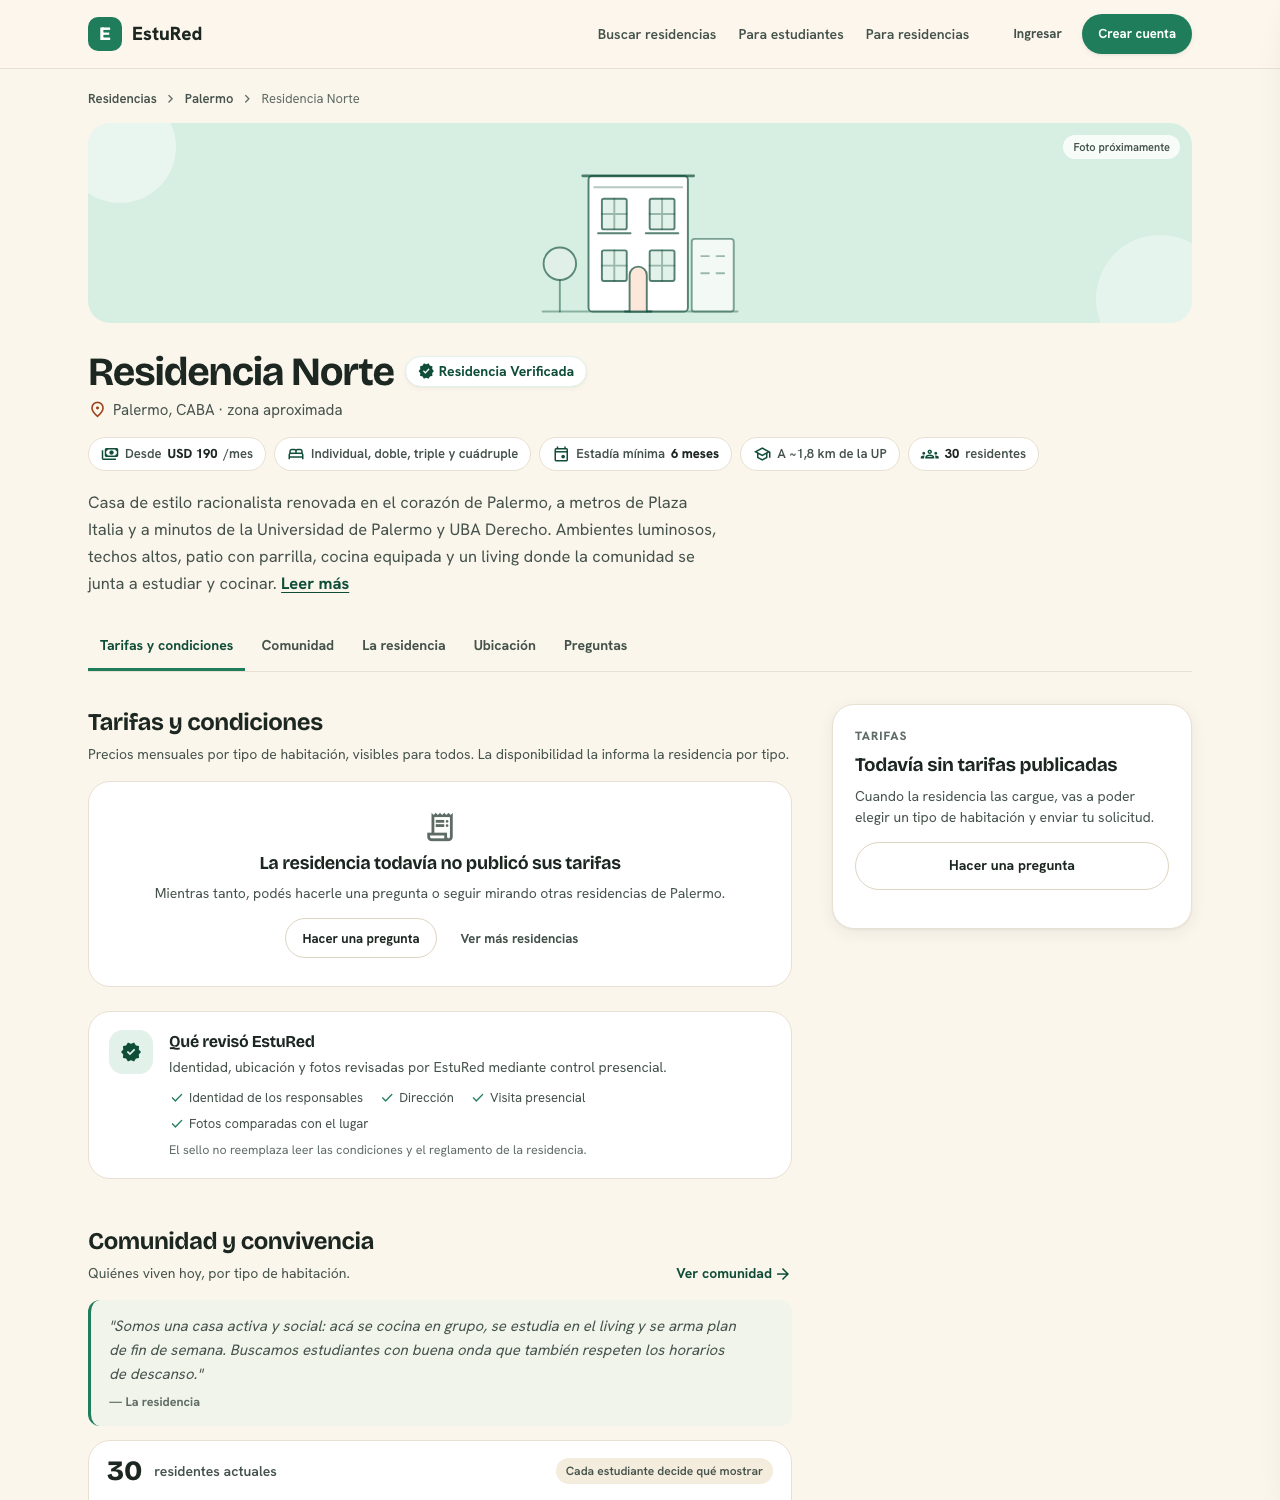 E EstuRed
Buscar residencias
Para estudiantes
Para residencias
Ingresar
Crear cuenta
Residencias > Palermo > Residencia Norte
Foto próximamente
Residencia Norte
Residencia Verificada
Palermo, CABA · zona aproximada
Desde USD 190 /mes
Individual, doble, triple y cuádruple
Estadía mínima 6 meses
A ~1,8 km de la UP
30 residentes
Casa de estilo racionalista renovada en el corazón de Palermo, a metros de Plaza
Italia y a minutos de la Universidad de Palermo y UBA Derecho. Ambientes luminosos,
techos altos, patio con parrilla, cocina equipada y un living donde la comunidad se
junta a estudiar y cocinar. Leer más
Tarifas y condiciones
Comunidad
La residencia
Ubicación
Preguntas
Tarifas y condiciones
Precios mensuales por tipo de habitación, visibles para todos. La disponibilidad la informa la residencia por tipo.
La residencia todavía no publicó sus tarifas
Mientras tanto, podés hacerle una pregunta o seguir mirando otras residencias de Palermo.
Hacer una pregunta
Ver más residencias
TARIFAS
Todavía sin tarifas publicadas
Cuando la residencia las cargue, vas a poder
elegir un tipo de habitación y enviar tu solicitud.
Hacer una pregunta
Qué revisó EstuRed
Identidad, ubicación y fotos revisadas por EstuRed mediante control presencial.
Identidad de los responsables
Dirección
Visita presencial
Fotos comparadas con el lugar
El sello no reemplaza leer las condiciones y el reglamento de la residencia.
Comunidad y convivencia
Quiénes viven hoy, por tipo de habitación.
Ver comunidad →
"Somos una casa activa y social: acá se cocina en grupo, se estudia en el living y se arma plan
de fin de semana. Buscamos estudiantes con buena onda que también respeten los horarios
de descanso."
— La residencia
30 residentes actuales
Cada estudiante decide qué mostrar